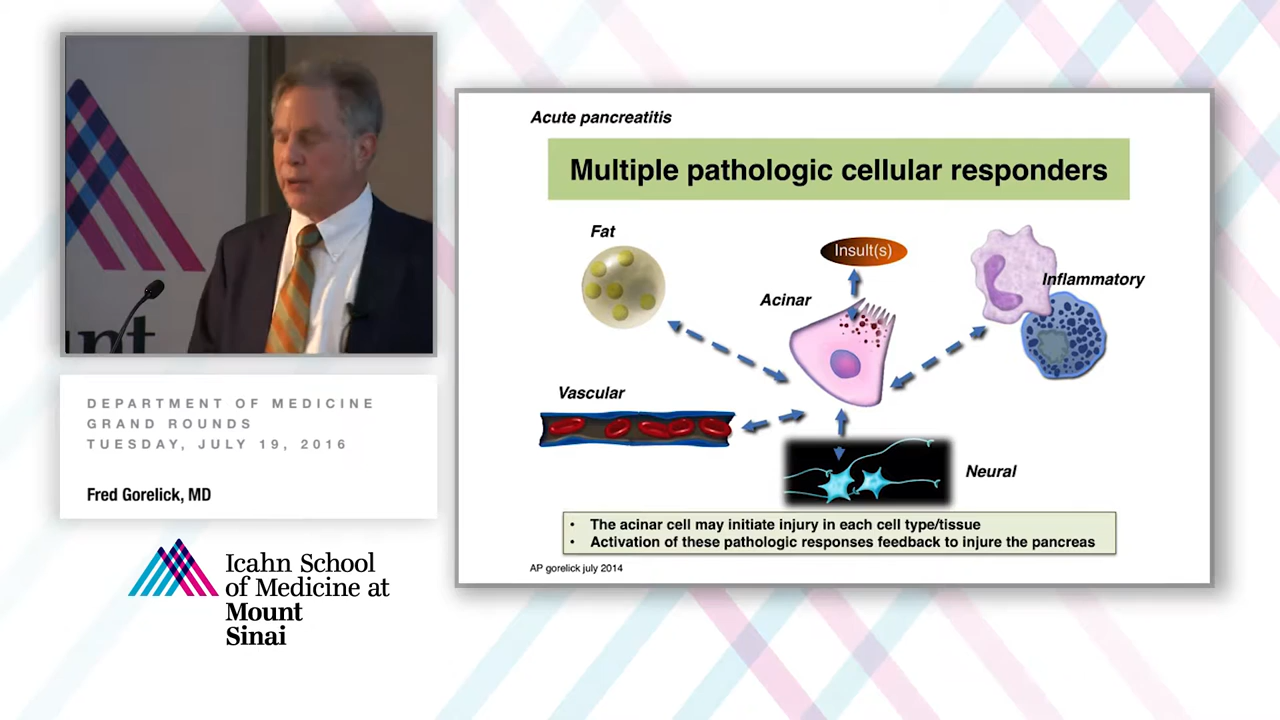 DEPARTMENT OF MEDICINE
GRAND ROUNDS
TUESDAY, JULY 19, 2016
Fred Gorelick, MD
Icahn School
of Medicine at
Mount
Sinai
Acute pancreatitis
Multiple pathologic cellular responders
Fat
Insult(s)
Acinar
Inflammatory
Vascular
Neural
• The acinar cell may initiate injury in each cell type/tissue
• Activation of these pathologic responses feedback to injure the pancreas
AP gorelick july 2014